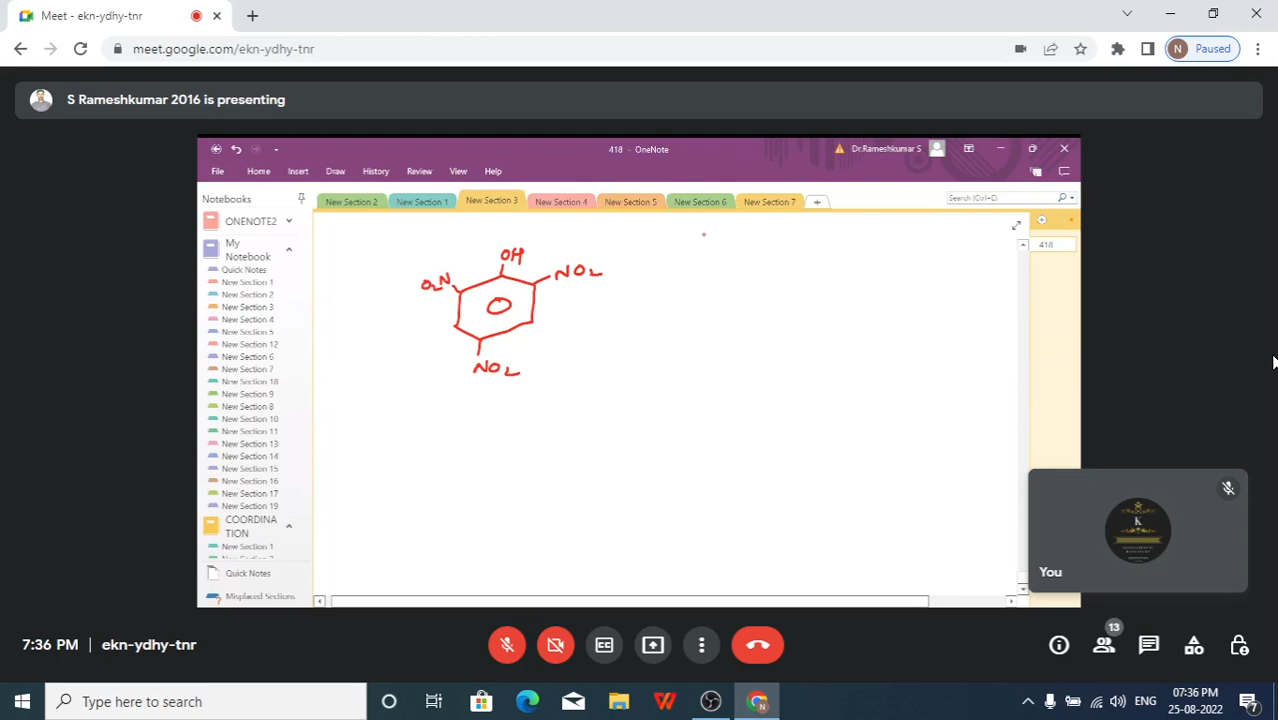 Meet - ekn-ydhy-tnr
meet.google.com/ekn-ydhy-tnr
N Paused
S Rameshkumar 2016 is presenting
418 - OneNote
Dr.Rameshkumar S
File Home Insert Draw History Review View Help
Notebooks
New Section 2 New Section 1 New Section 3 New Section 4 New Section 5 New Section 6 New Section 7
Search (Ctrl+E)
ONENOTE2
My
Notebook
Quick Notes
New Section 1
New Section 2
New Section 3
New Section 4
New Section 5
New Section 12
New Section 6
New Section 7
New Section 18
New Section 9
New Section 8
New Section 10
New Section 11
New Section 13
New Section 14
New Section 15
New Section 16
New Section 17
New Section 19
COORDINA
TION
New Section 1
Quick Notes
Misplaced Sections
418
OH
O2N
NO2
NO2
K
You
7:36 PM | ekn-ydhy-tnr
13
Type here to search
W
N
ENG
07:36 PM
25-08-2022
7